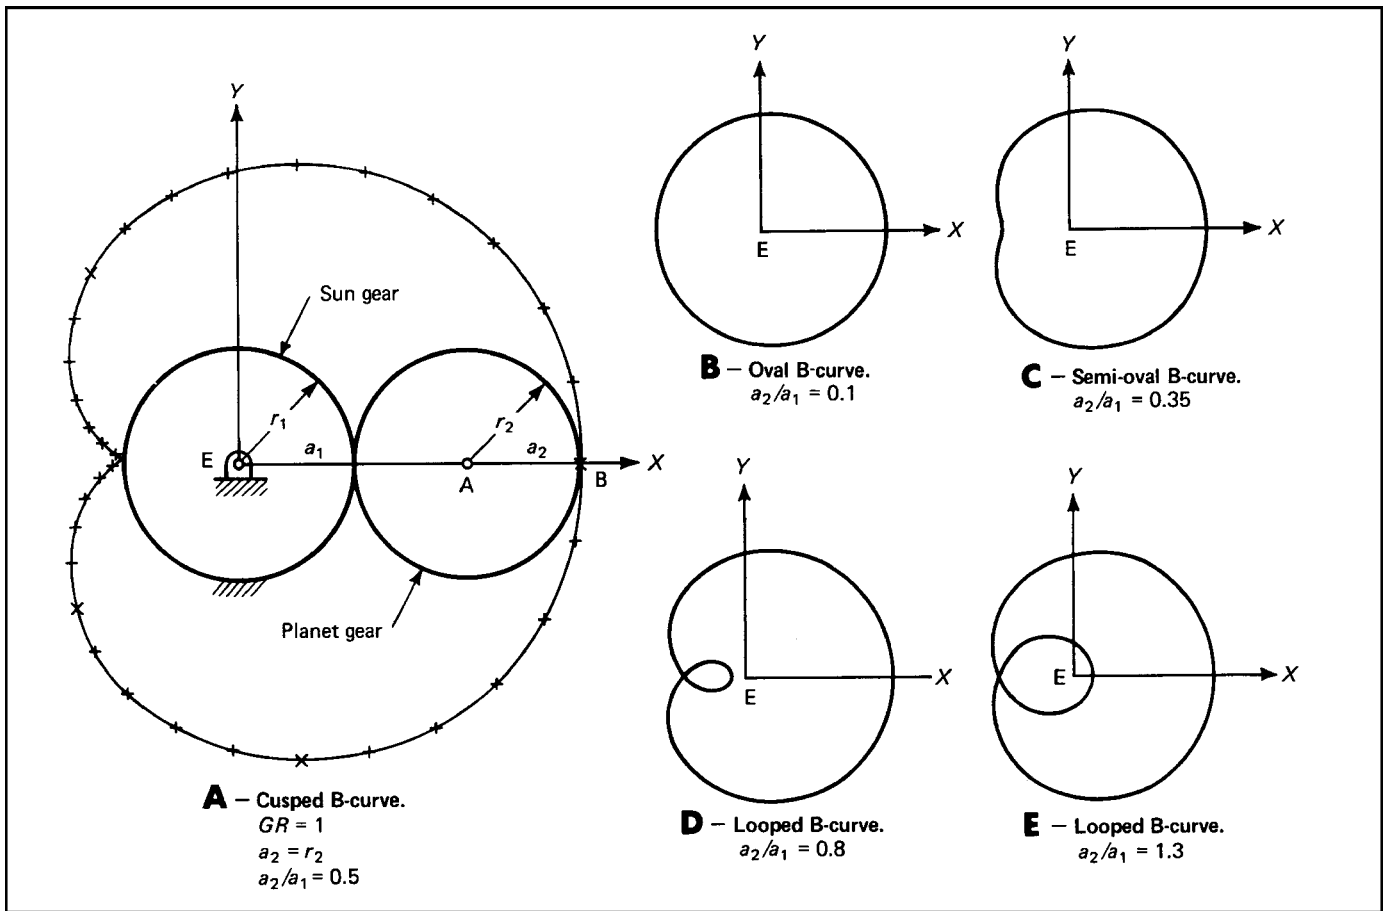 Y
Sun gear
r1
r2
E
a1
a2
X
A
B
Planet gear
A – Cusped B-curve.
GR = 1
a2 = r2
a2/a1 = 0.5
Y
X
E
B – Oval B-curve.
a2/a1 = 0.1
Y
X
E
C – Semi-oval B-curve.
a2/a1 = 0.35
Y
X
E
D – Looped B-curve.
a2/a1 = 0.8
Y
E
X
E – Looped B-curve.
a2/a1 = 1.3